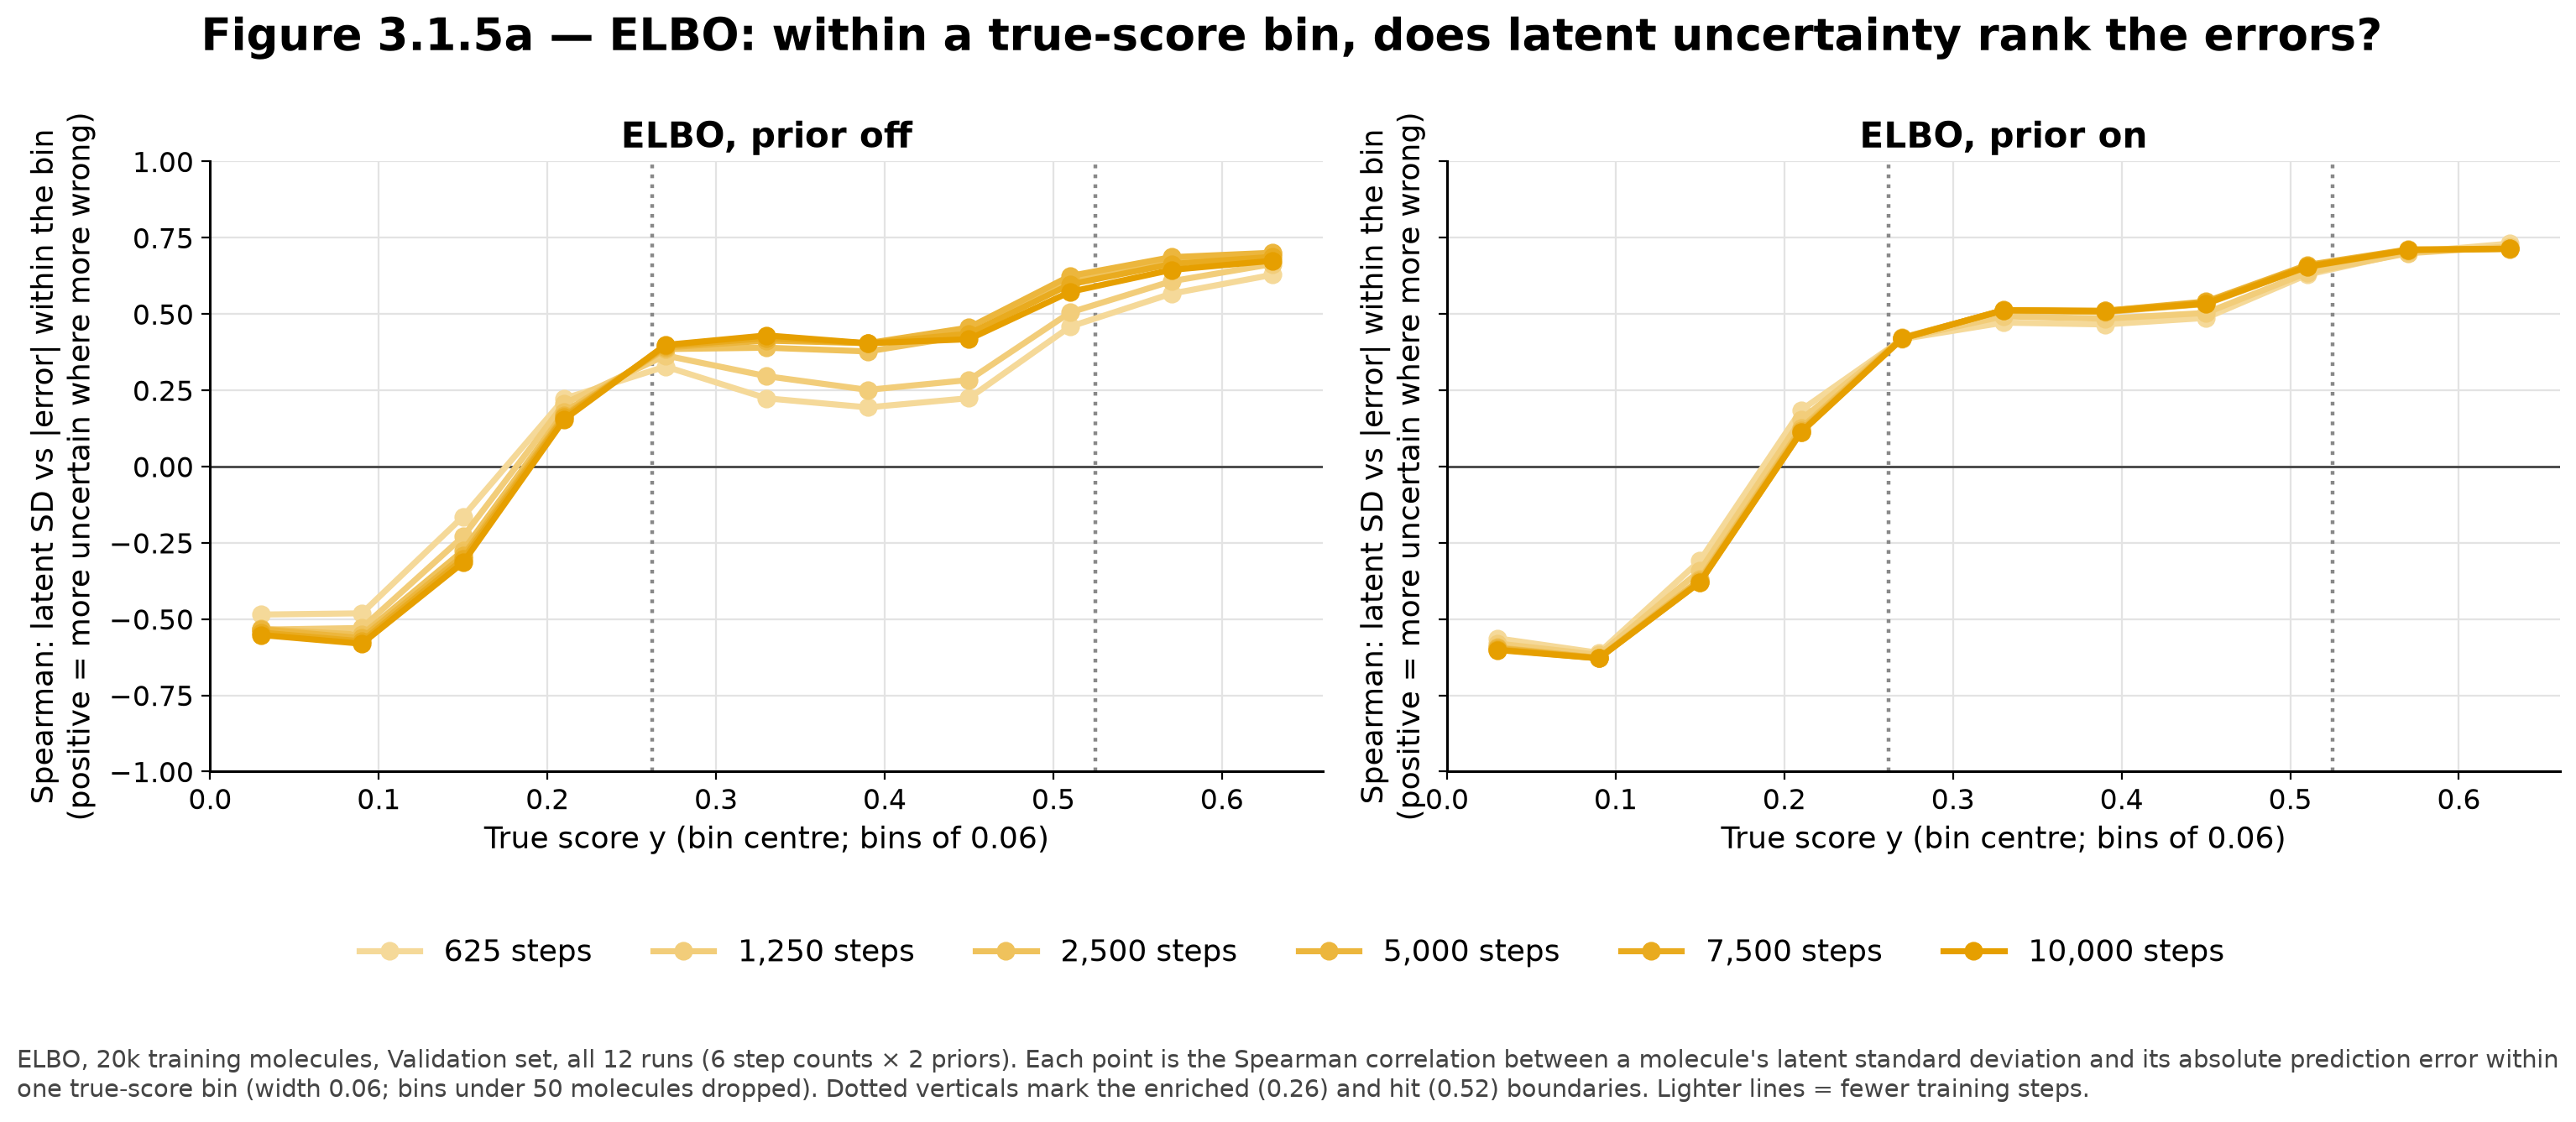 Figure 3.1.5a — ELBO: within a true-score bin, does latent uncertainty rank the errors?
ELBO, prior off
Spearman: latent SD vs |error| within the bin
(positive = more uncertain where more wrong)
1.00
0.75
0.50
0.25
0.00
−0.25
−0.50
−0.75
−1.00
0.0 0.1 0.2 0.3 0.4 0.5 0.6
True score y (bin centre; bins of 0.06)
ELBO, prior on
Spearman: latent SD vs |error| within the bin
(positive = more uncertain where more wrong)
0.0 0.1 0.2 0.3 0.4 0.5 0.6
True score y (bin centre; bins of 0.06)
625 steps 1,250 steps 2,500 steps 5,000 steps 7,500 steps 10,000 steps
ELBO, 20k training molecules, Validation set, all 12 runs (6 step counts × 2 priors). Each point is the Spearman correlation between a molecule's latent standard deviation and its absolute prediction error within
one true-score bin (width 0.06; bins under 50 molecules dropped). Dotted verticals mark the enriched (0.26) and hit (0.52) boundaries. Lighter lines = fewer training steps.